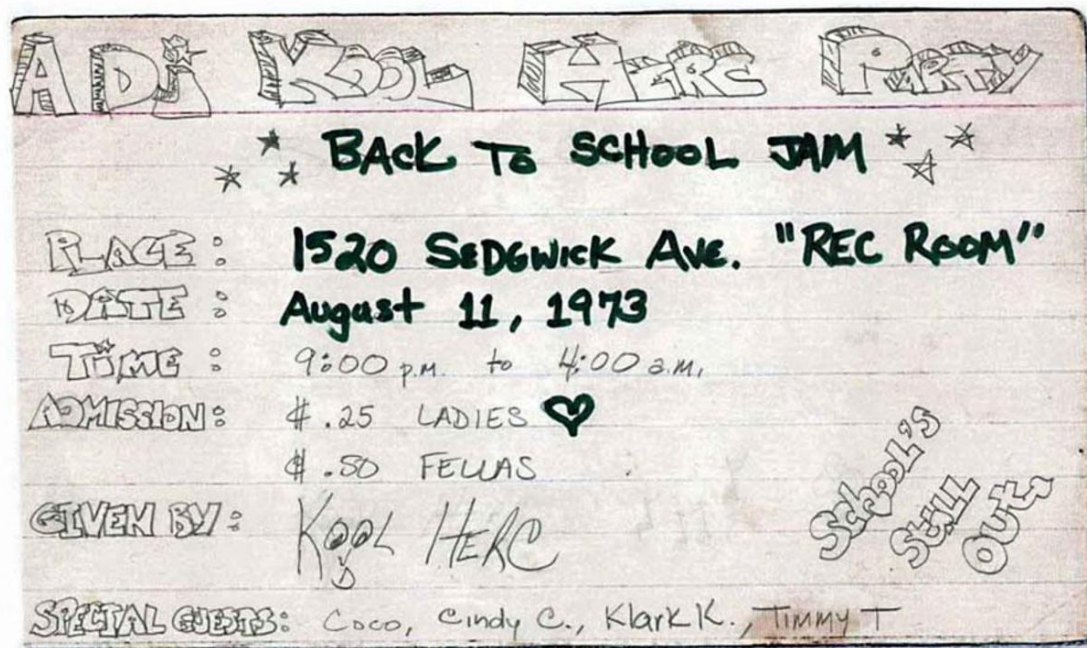 A DJ KOOL HERC PARTY
BACK TO SCHOOL JAM
PLACE: 1520 SEDGWICK AVE. "REC ROOM"
DATE: August 11, 1973
TIME: 9:00 p.m. to 4:00 a.m.
ADMISSION: $.25 LADIES
$.50 FELLAS
GIVEN BY: KOOL HERC
SPECIAL GUESTS: Coco, Cindy C., Klark K., TIMMY T
SCHOOL'S
STILL
OUT,